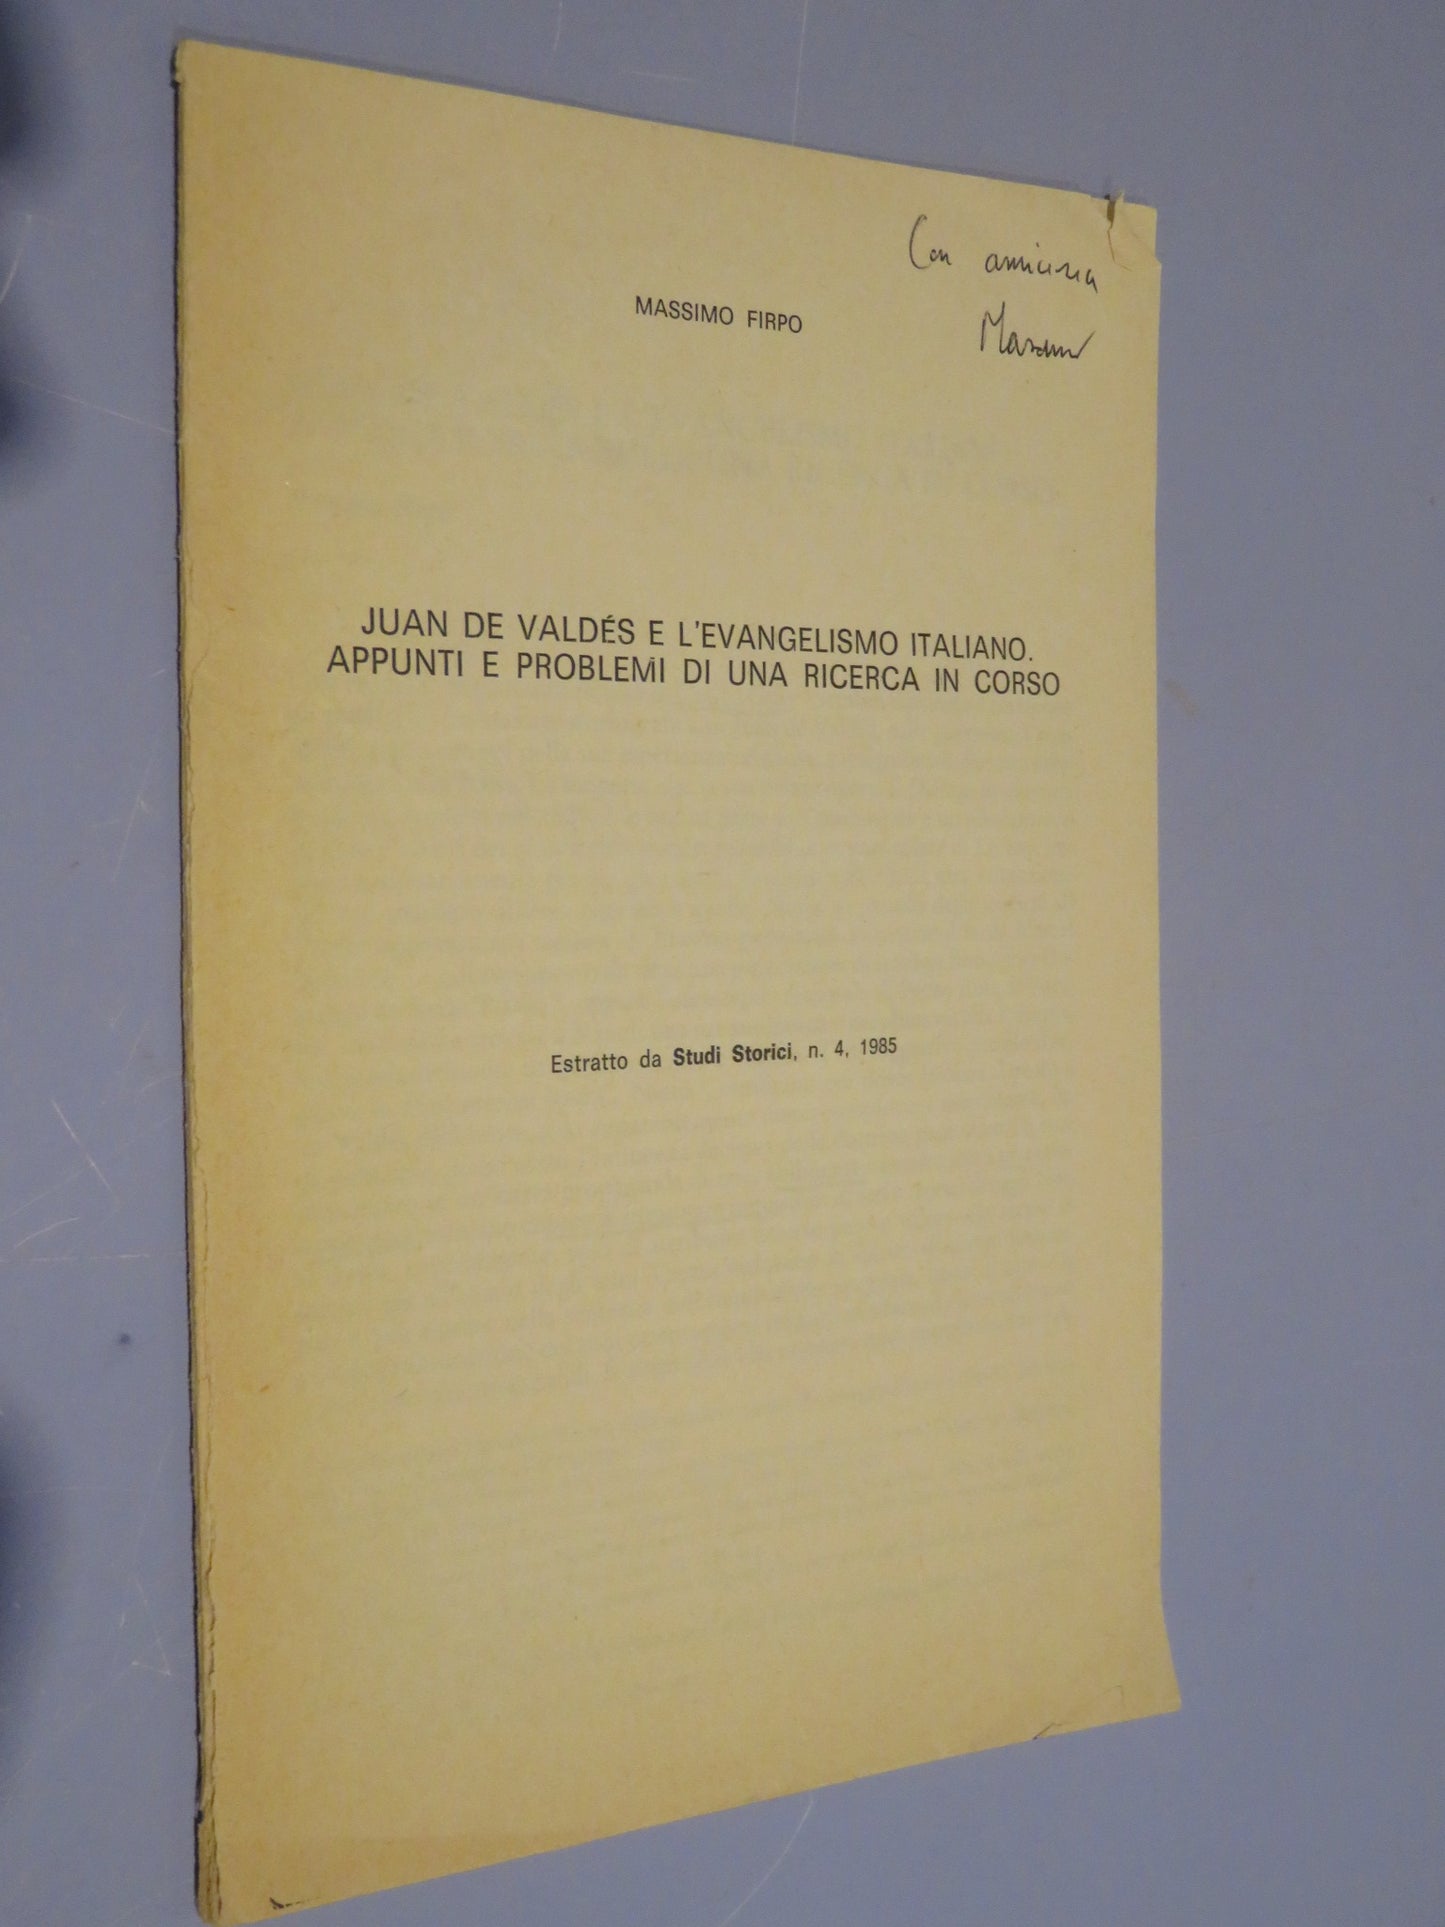 Con amicizia
Massimo
MASSIMO FIRPO
JUAN DE VALDÉS E L'EVANGELISMO ITALIANO.
APPUNTI E PROBLEMI DI UNA RICERCA IN CORSO
Estratto da Studi Storici, n. 4, 1985